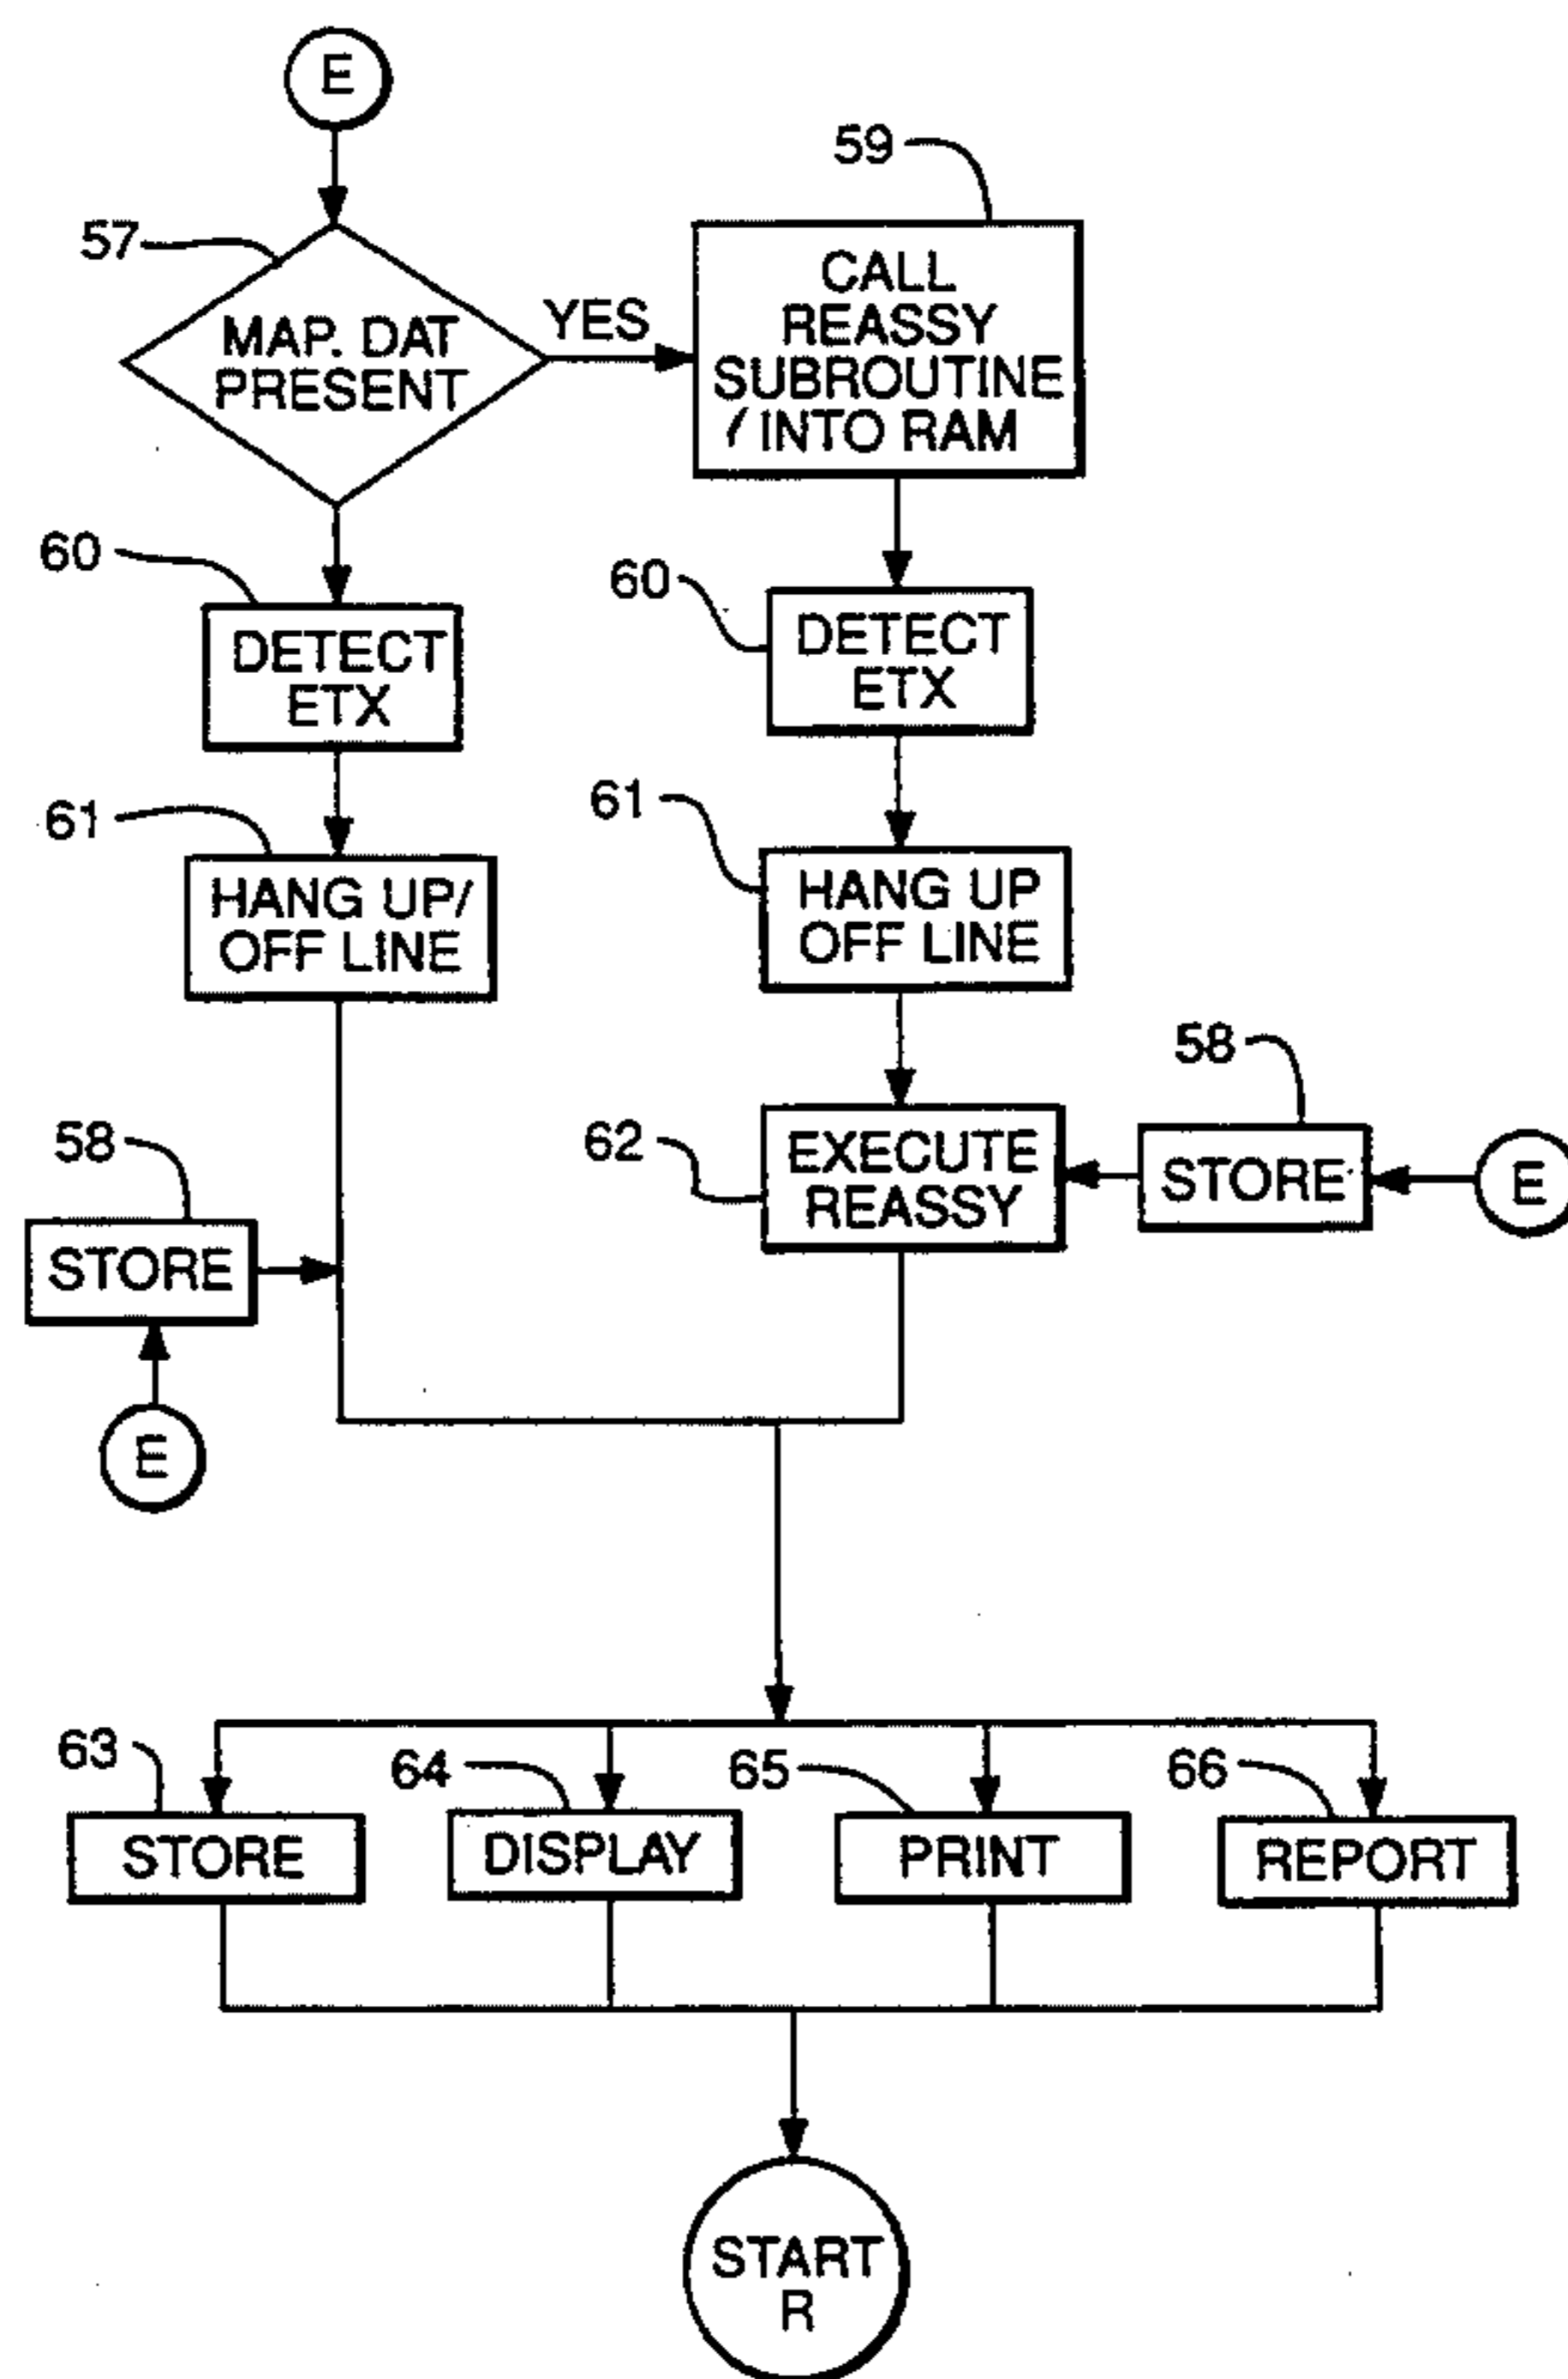 E
59
57
CALL
REASSY
SUBROUTINE
/ INTO RAM
MAP. DAT
PRESENT
YES
60
DETECT
ETX
60
DETECT
ETX
61
HANG UP/
OFF LINE
61
HANG UP
OFF LINE
58
STORE
E
62
EXECUTE
REASSY
58
STORE
E
63
STORE
64
DISPLAY
65
PRINT
66
REPORT
START
R